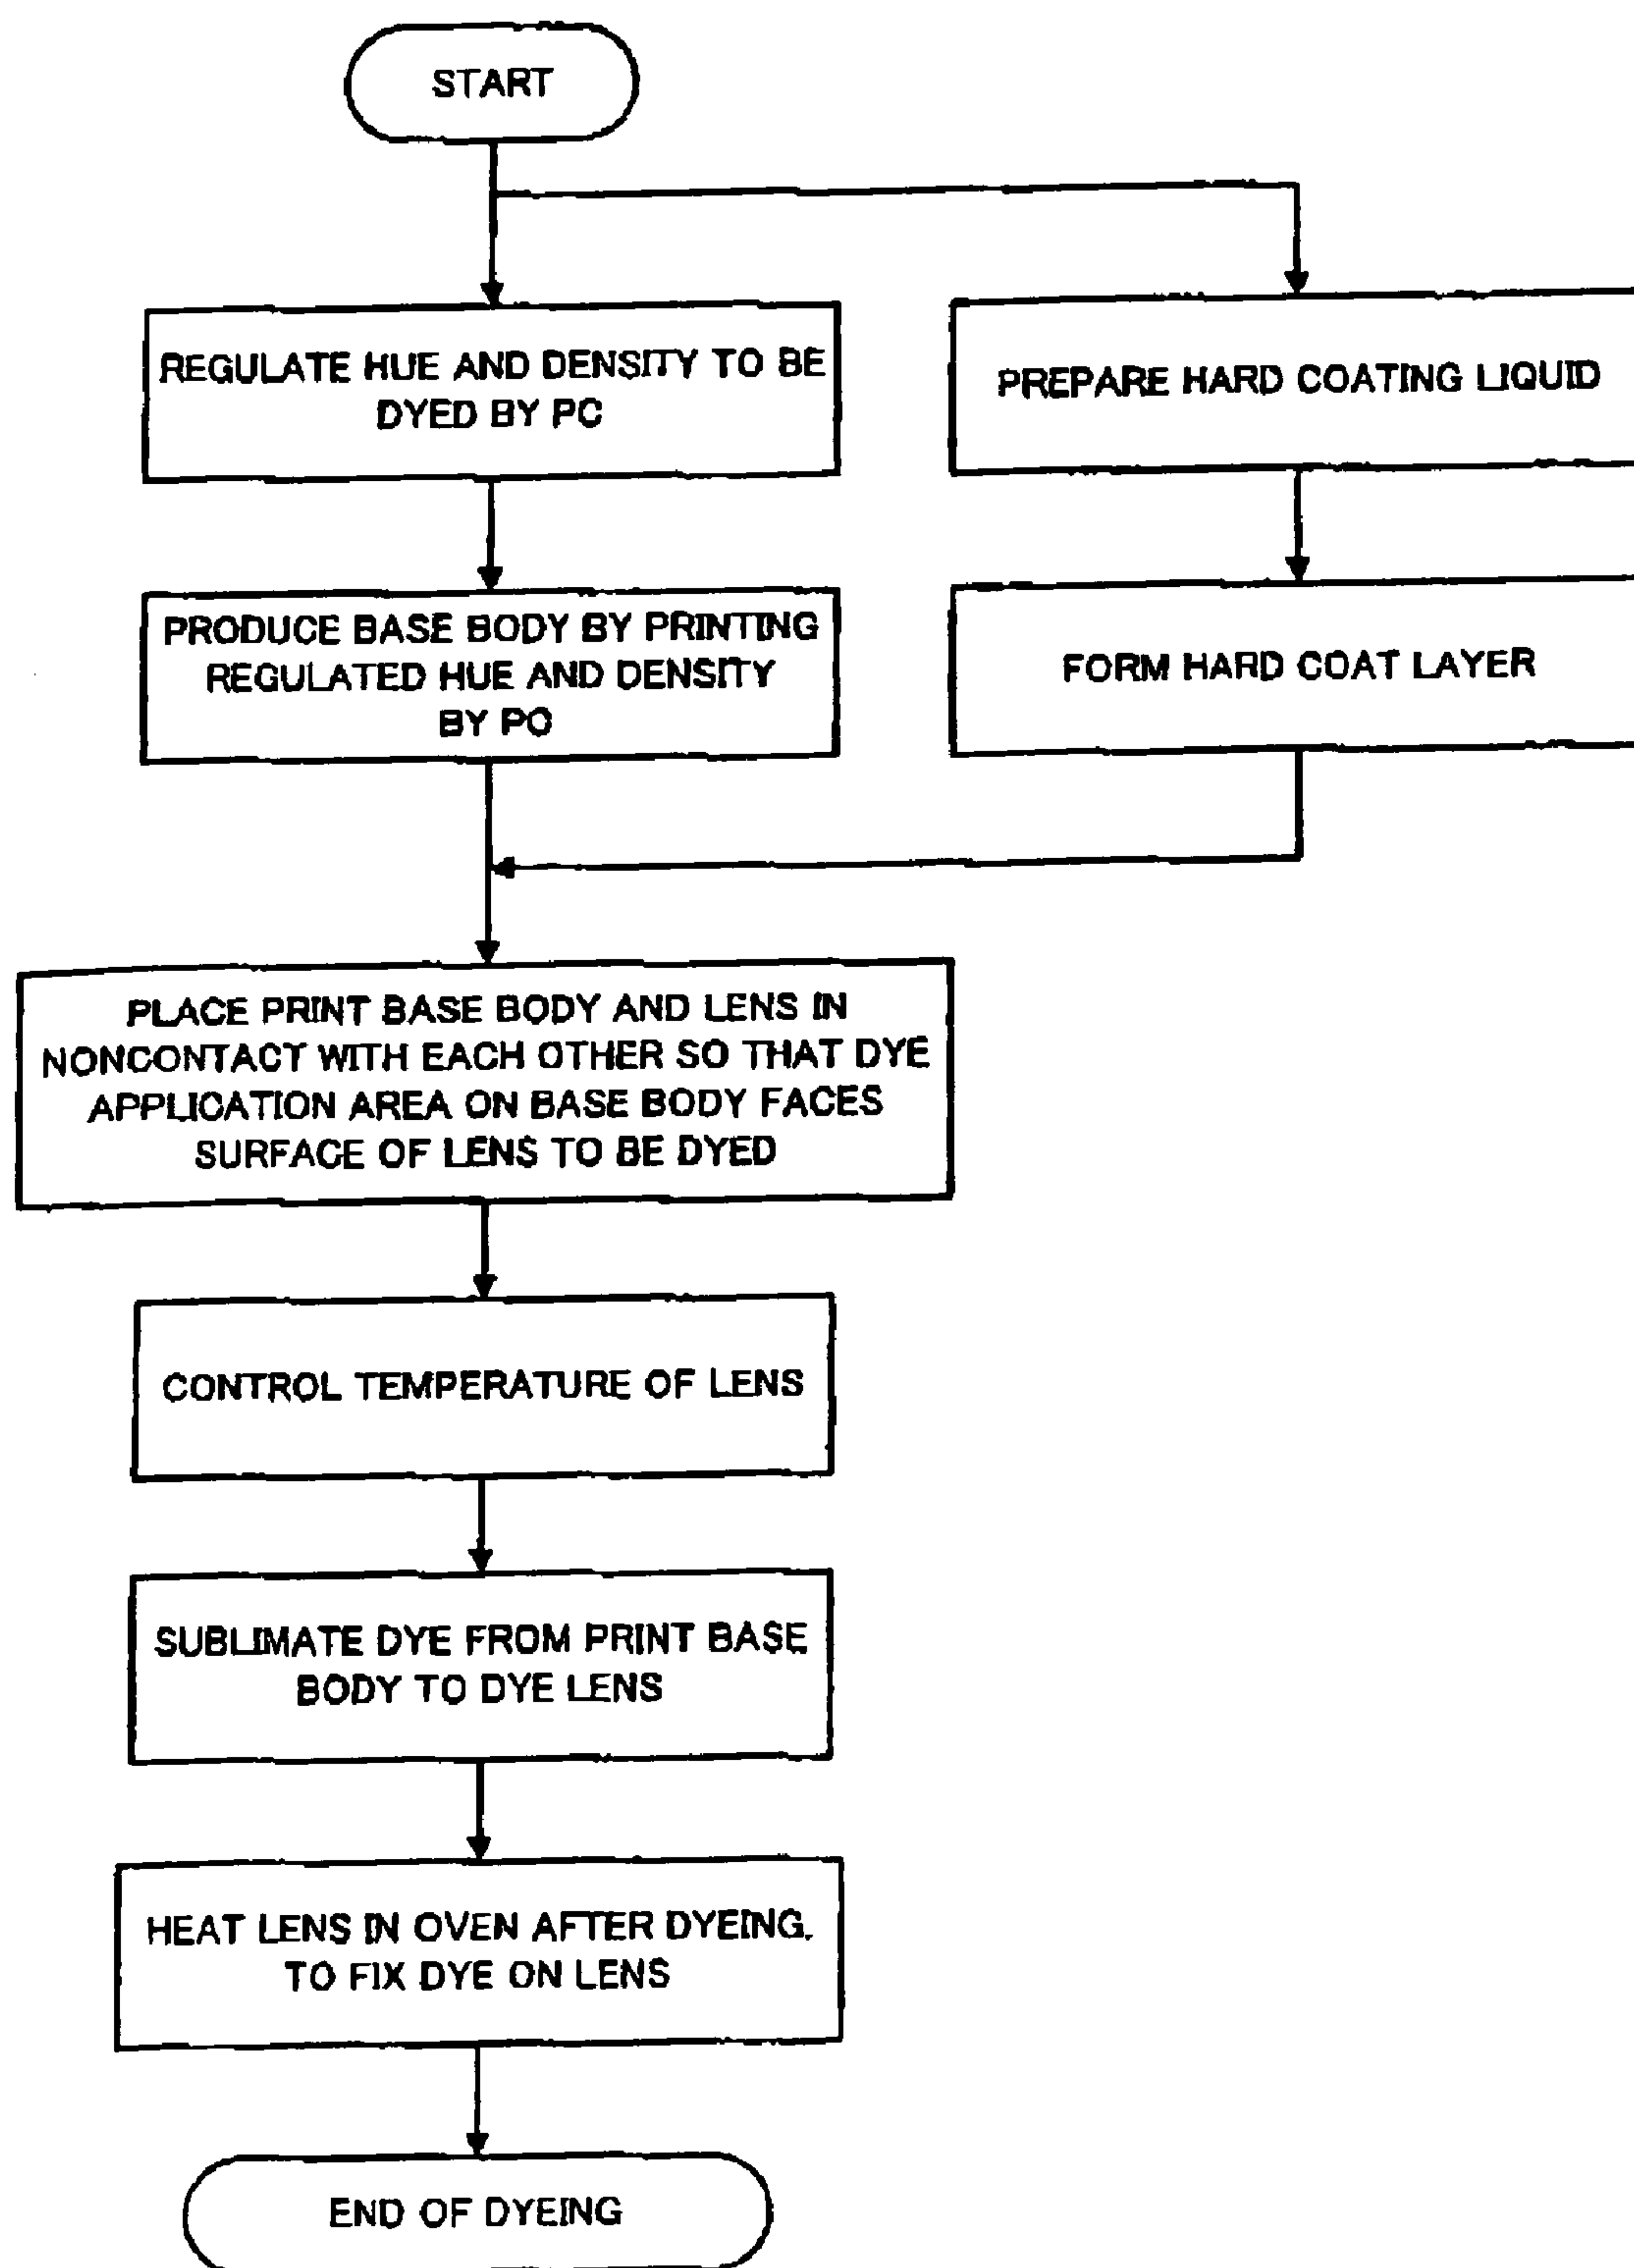 START
REGULATE HUE AND DENSITY TO BE
DYED BY PC
PREPARE HARD COATING LIQUID
PRODUCE BASE BODY BY PRINTING
REGULATED HUE AND DENSITY
BY PC
FORM HARD COAT LAYER
PLACE PRINT BASE BODY AND LENS IN
NONCONTACT WITH EACH OTHER SO THAT DYE
APPLICATION AREA ON BASE BODY FACES
SURFACE OF LENS TO BE DYED
CONTROL TEMPERATURE OF LENS
SUBLIMATE DYE FROM PRINT BASE
BODY TO DYE LENS
HEAT LENS IN OVEN AFTER DYEING,
TO FIX DYE ON LENS
END OF DYEING